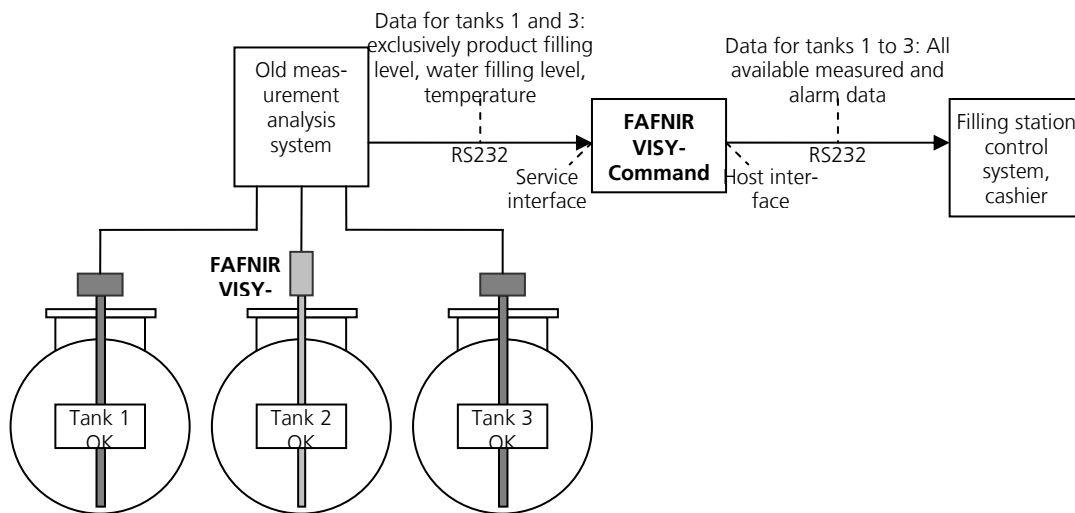 Data for tanks 1 and 3:
exclusively product filling
level, water filling level,
temperature
Data for tanks 1 to 3: All
available measured and
alarm data
Old meas-
urement
analysis
system
RS232
FAFNIR
VISY-
Command
RS232
Filling station
control
system,
cashier
Service
interface
Host inter-
face
FAFNIR
VISY-
Tank 1
OK
Tank 2
OK
Tank 3
OK